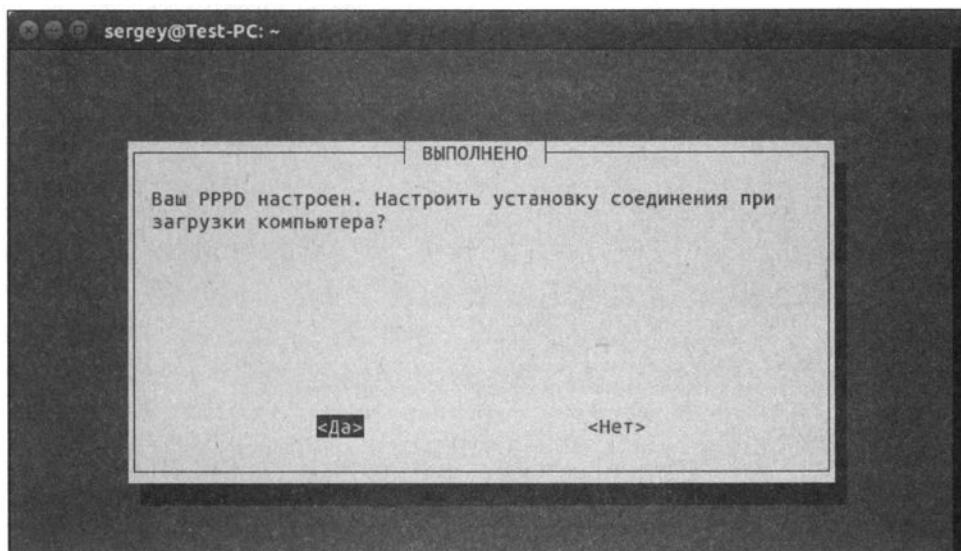 sergey@Test-PC: ~
ВЫПОЛНЕНО
Ваш PPPD настроен. Настроить установку соединения при
загрузки компьютера?
<Да>
<Нет>